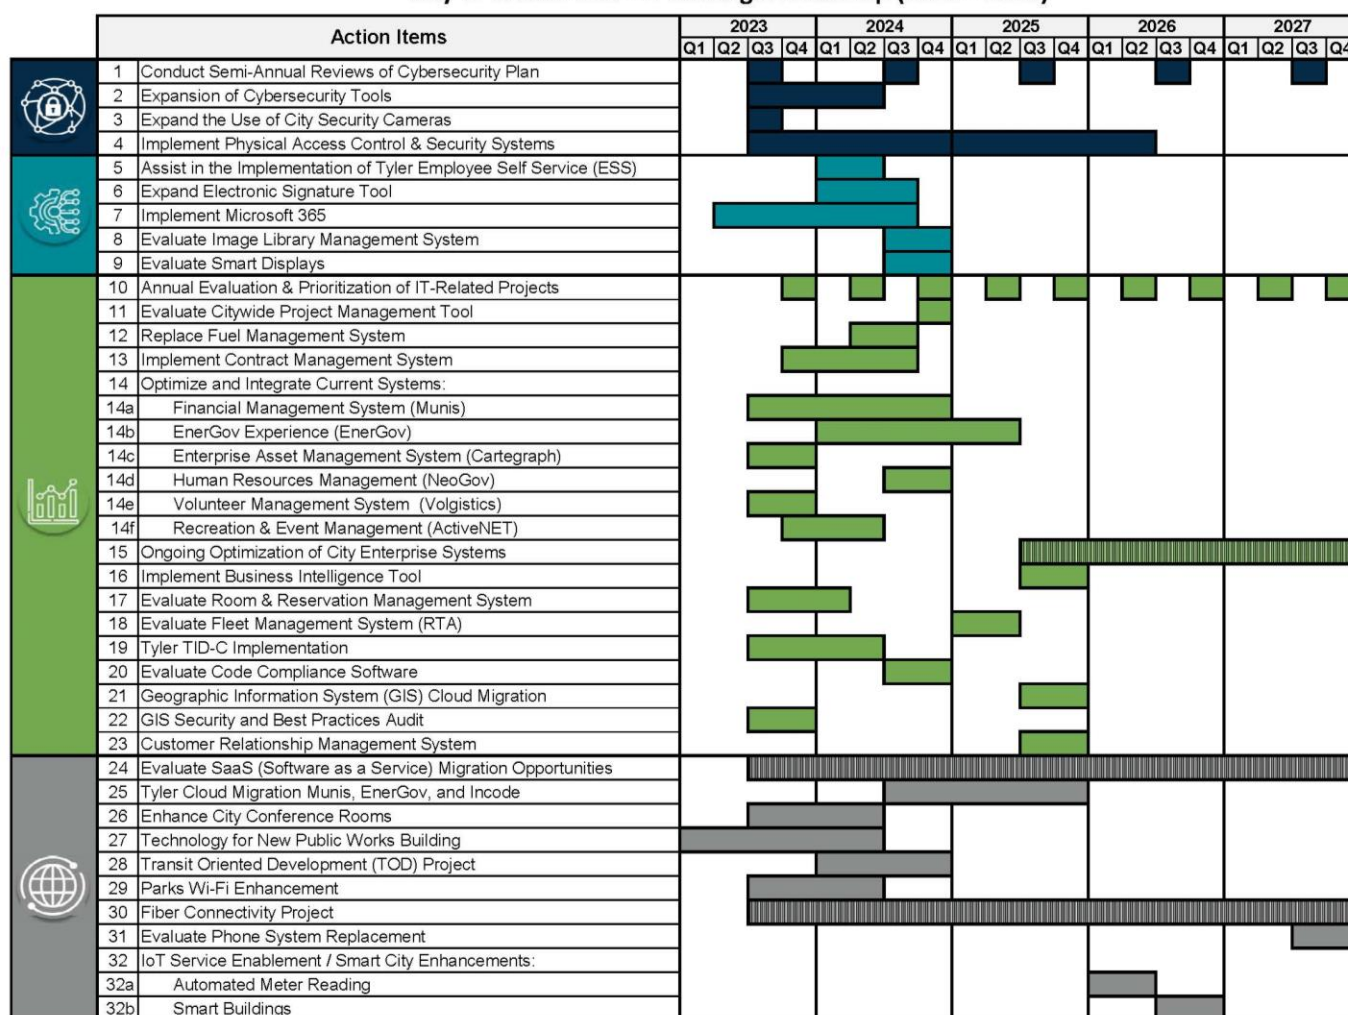 2023 2024 2025 2026 2027
Action Items
Q1 Q2 Q3 Q4 Q1 Q2 Q3 Q4 Q1 Q2 Q3 Q4 Q1 Q2 Q3 Q4 Q1 Q2 Q3 Q4
1 Conduct Semi-Annual Reviews of Cybersecurity Plan
2 Expansion of Cybersecurity Tools
3 Expand the Use of City Security Cameras
4 Implement Physical Access Control & Security Systems
5 Assist in the Implementation of Tyler Employee Self Service (ESS)
6 Expand Electronic Signature Tool
7 Implement Microsoft 365
8 Evaluate Image Library Management System
9 Evaluate Smart Displays
10 Annual Evaluation & Prioritization of IT-Related Projects
11 Evaluate Citywide Project Management Tool
12 Replace Fuel Management System
13 Implement Contract Management System
14 Optimize and Integrate Current Systems:
14a Financial Management System (Munis)
14b EnerGov Experience (EnerGov)
14c Enterprise Asset Management System (Cartegraph)
14d Human Resources Management (NeoGov)
14e Volunteer Management System (Volgistics)
14f Recreation & Event Management (ActiveNET)
15 Ongoing Optimization of City Enterprise Systems
16 Implement Business Intelligence Tool
17 Evaluate Room & Reservation Management System
18 Evaluate Fleet Management System (RTA)
19 Tyler TID-C Implementation
20 Evaluate Code Compliance Software
21 Geographic Information System (GIS) Cloud Migration
22 GIS Security and Best Practices Audit
23 Customer Relationship Management System
24 Evaluate SaaS (Software as a Service) Migration Opportunities
25 Tyler Cloud Migration Munis, EnerGov, and Incode
26 Enhance City Conference Rooms
27 Technology for New Public Works Building
28 Transit Oriented Development (TOD) Project
29 Parks Wi-Fi Enhancement
30 Fiber Connectivity Project
31 Evaluate Phone System Replacement
32 IoT Service Enablement / Smart City Enhancements:
32a Automated Meter Reading
32b Smart Buildings